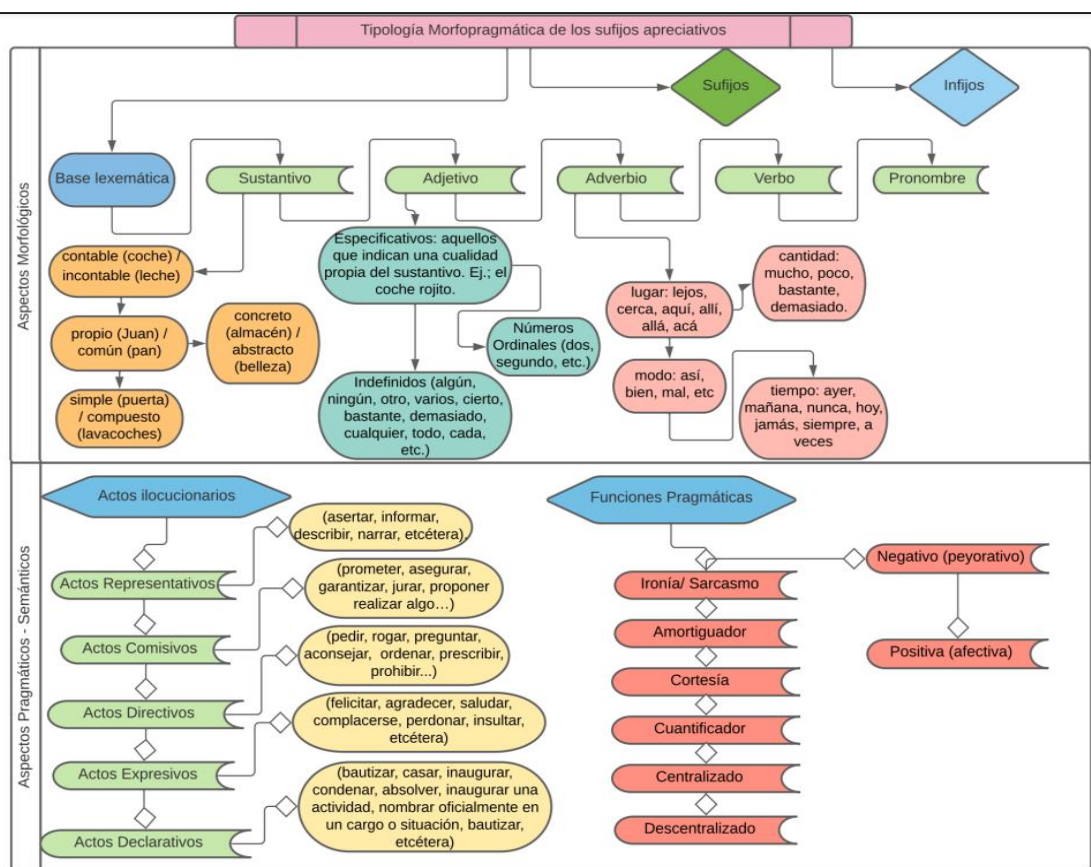 Tipología Morfopragmática de los sufijos apreciativos
Aspectos Morfológicos
Sufijos
Infijos
Base lexemática
Sustantivo
Adjetivo
Adverbio
Verbo
Pronombre
contable (coche) /
incontable (leche)
propio (Juan) /
común (pan)
concreto
(almacén) /
abstracto
(belleza)
simple (puerta)
/ compuesto
(lavacoches)
Especificativos: aquellos
que indican una cualidad
propia del sustantivo. Ej.; el
coche rojito.
Números
Ordinales (dos,
segundo, etc.)
Indefinidos (algún,
ningún, otro, varios, cierto,
bastante, demasiado,
cualquier, todo, cada,
etc.)
lugar: lejos,
cerca, aquí, allí,
allá, acá
cantidad:
mucho, poco,
bastante,
demasiado.
modo: así,
bien, mal, etc
tiempo: ayer,
mañana, nunca, hoy,
jamás, siempre, a
veces
Aspectos Pragmáticos - Semánticos
Actos ilocucionarios
Actos Representativos
(asertar, informar,
describir, narrar, etcétera),
Actos Comisivos
(prometer, asegurar,
garantizar, jurar, proponer
realizar algo…)
Actos Directivos
(pedir, rogar, preguntar,
aconsejar, ordenar, prescribir,
prohibir...)
Actos Expresivos
(felicitar, agradecer, saludar,
complacerse, perdonar, insultar,
etcétera)
Actos Declarativos
(bautizar, casar, inaugurar,
condenar, absolver, inaugurar una
actividad, nombrar oficialmente en
un cargo o situación, bautizar,
etcétera)
Funciones Pragmáticas
Ironía/ Sarcasmo
Amortiguador
Cortesía
Cuantificador
Centralizado
Descentralizado
Negativo (peyorativo)
Positiva (afectiva)